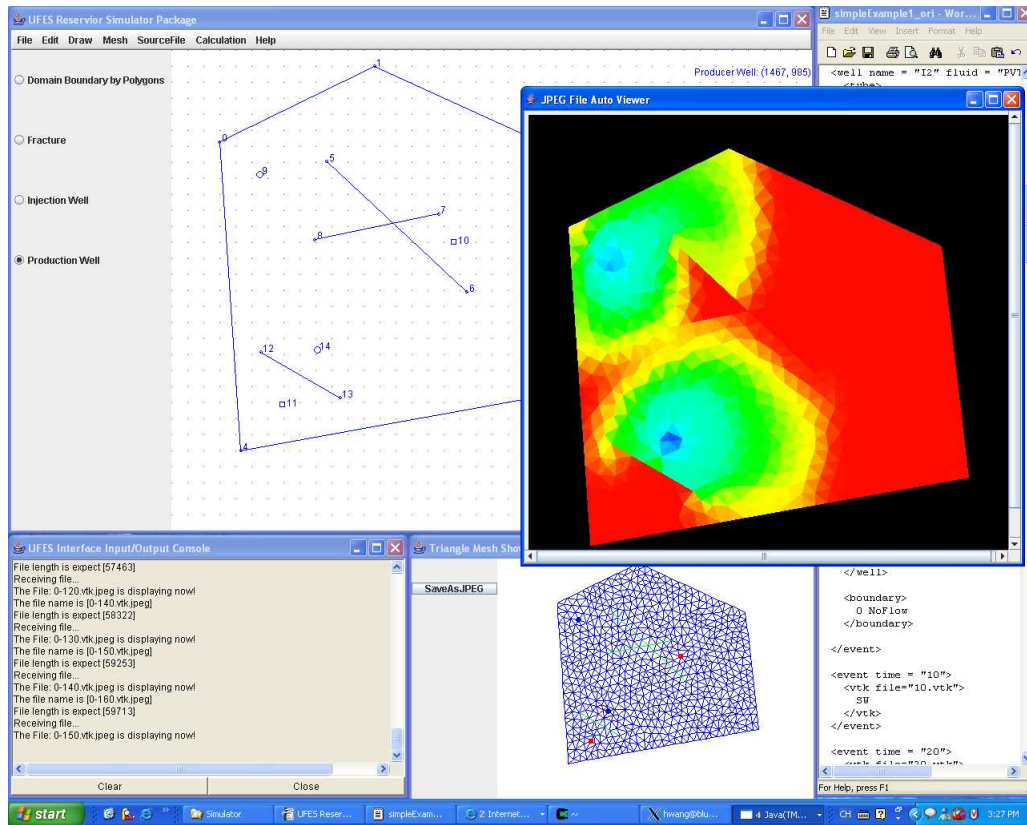 UFES Reservior Simulator Package
File Edit Draw Mesh SourceFile Calculation Help
Domain Boundary by Polygons
Fracture
Injection Well
Production Well
Producer Well: (1467, 985)
0
1
5
9
7
8
10
6
12
14
13
11
4
simpleExample1_ori - Wor...
File Edit View Insert Format Help
<well name = "I2" fluid = "PVT
<tube>
JPEG File Auto Viewer
UFES Interface Input/Output Console
File length is expect [57463]
Receiving file...
The File: 0-120.vtk.jpeg is displaying now!
The file name is [0-140.vtk.jpeg]
File length is expect [58322]
Receiving file...
The File: 0-130.vtk.jpeg is displaying now!
The file name is [0-150.vtk.jpeg]
File length is expect [59253]
Receiving file...
The File: 0-140.vtk.jpeg is displaying now!
The file name is [0-160.vtk.jpeg]
File length is expect [59713]
Receiving file...
The File: 0-150.vtk.jpeg is displaying now!
Clear Close
Triangle Mesh Show
SaveAsJPEG
</well>
<boundary>
0 NoFlow
</boundary>
</event>
<event time = "10">
<vtk file="10.vtk">
SW
</vtk>
</event>
<event time = "20">
For Help, press F1
start
Simulator
UFES Reser...
simpleExam...
2 Internet...
~
hwang@blu...
4 Java(TM...
CH
3:27 PM